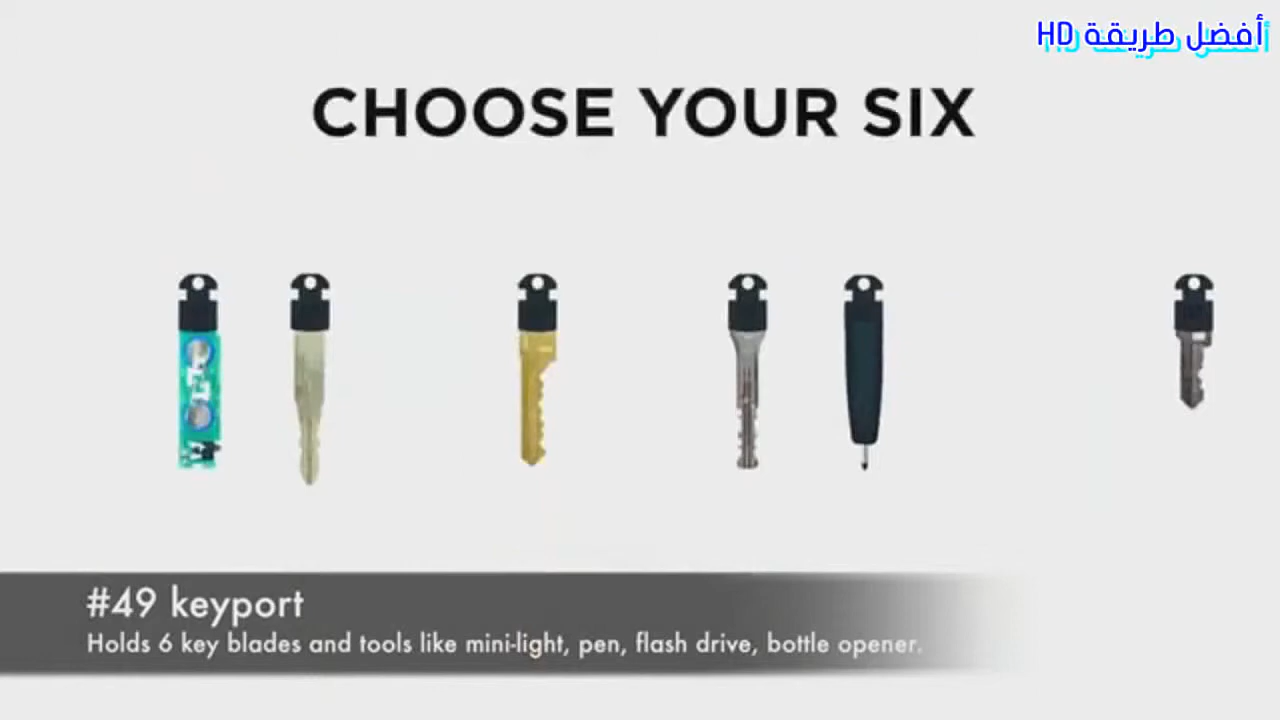 أفضل طريقة HD
CHOOSE YOUR SIX
#49 keyport
Holds 6 key blades and tools like mini-light, pen, flash drive, bottle opener.